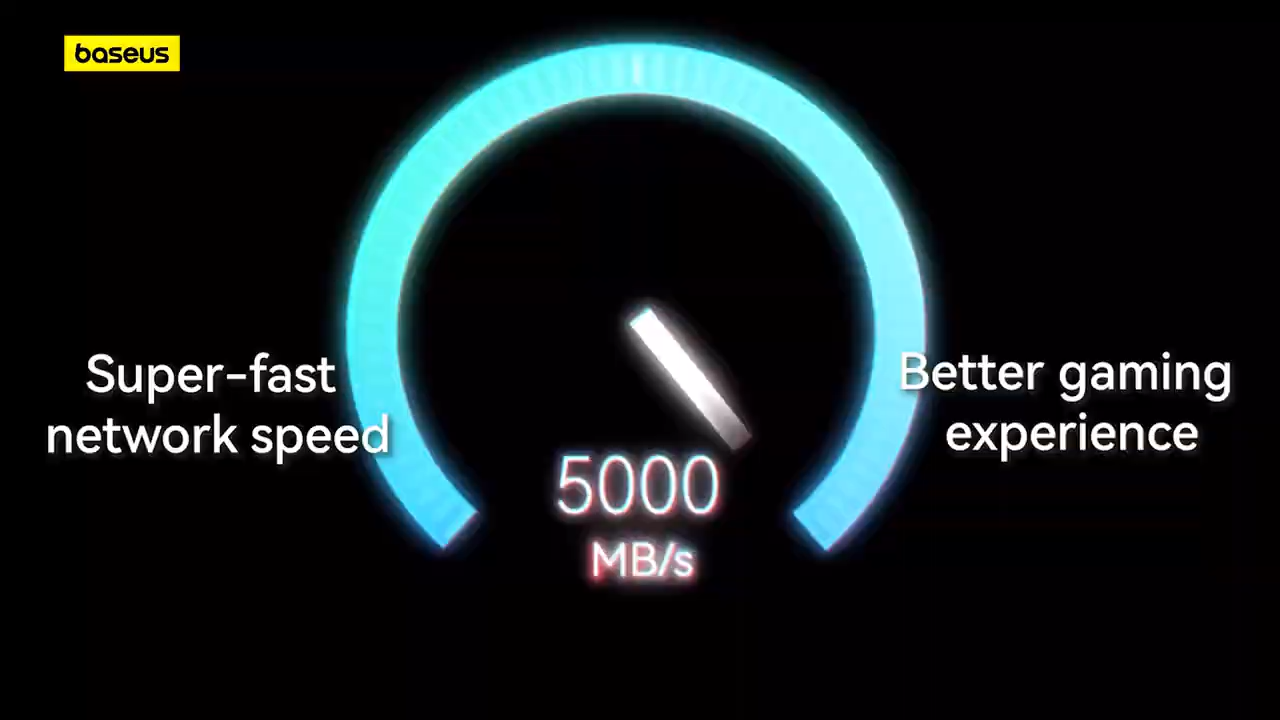 baseus
Super-fast
network speed
Better gaming
experience
5000
MB/s